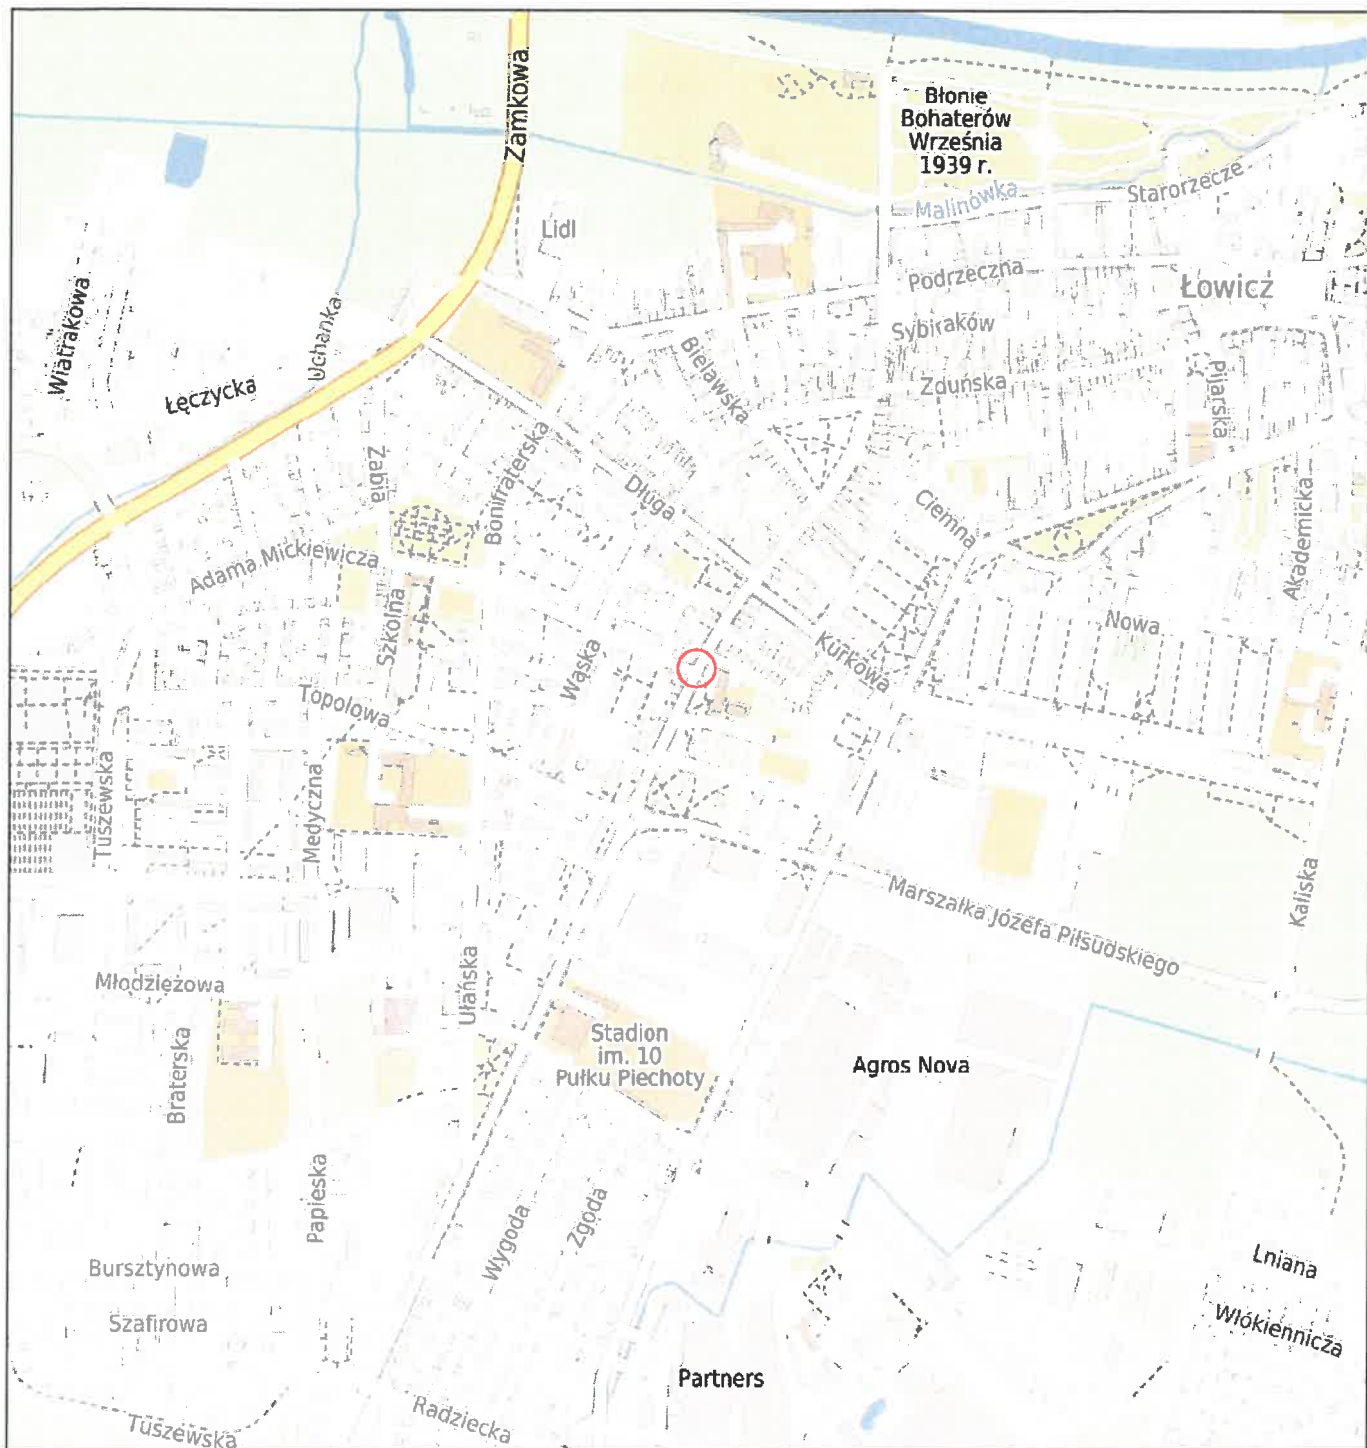 Zamkowa
Błonie
Bohaterów
Września
1939 r.
Malinówka
Starorzecze
Lidl
Podrzeczna
Łowicz
Wiatrakowa
Uchanka
Sybiraków
Bielawska
Zduńska
Pijarska
Łęczycka
Żabia
Bonifraterska
Długa
Ciemna
Akademicka
Adama Mickiewicza
Szkolna
Nowa
Wąska
Kurkowa
Topolowa
Tuszewska
Medyczna
Marszałka Józefa Piłsudskiego
Kaliska
Młodzieżowa
Ułańska
Stadion
im. 10
Pułku Piechoty
Agros Nova
Braterska
Papieska
Wygoda
Zgoda
Bursztynowa
Lniana
Szafirowa
Włókiennicza
Partners
Tuszewska
Radziecka